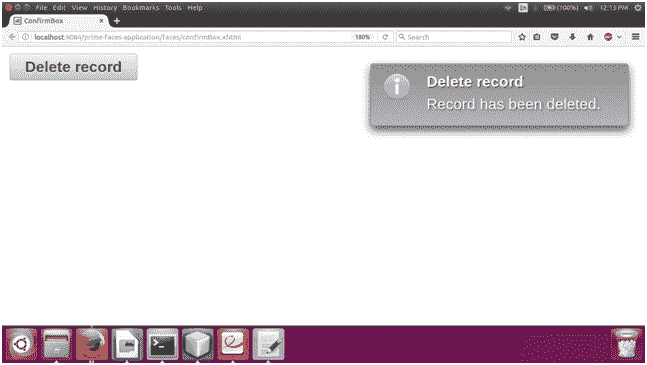 File Edit View History Bookmarks Tools Help
En (100%) 12:13 PM
ConfirmBox
localhost:8084/prime-faces-application/faces/confirmBox.xhtml
180% Search
Delete record
Delete record
Record has been deleted.